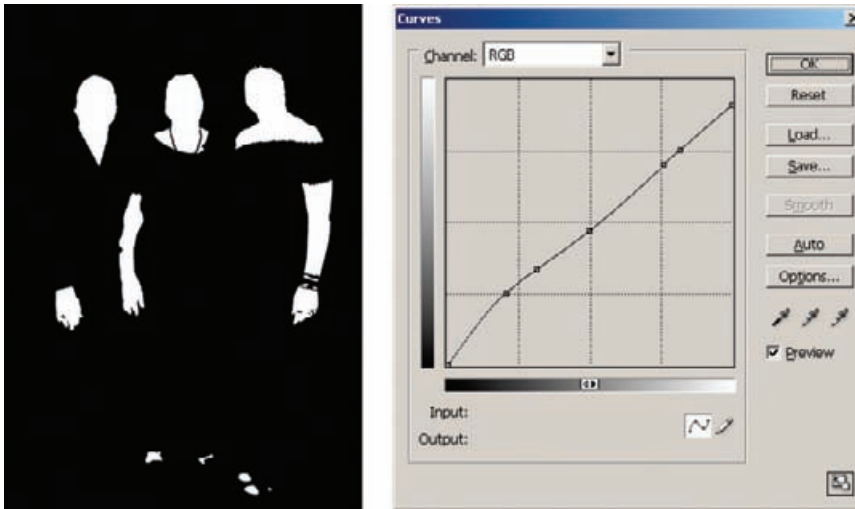 Curves
Channel: RGB
OK
Reset
Load...
Save...
Smooth
Auto
Options...
Preview
Input:
Output: